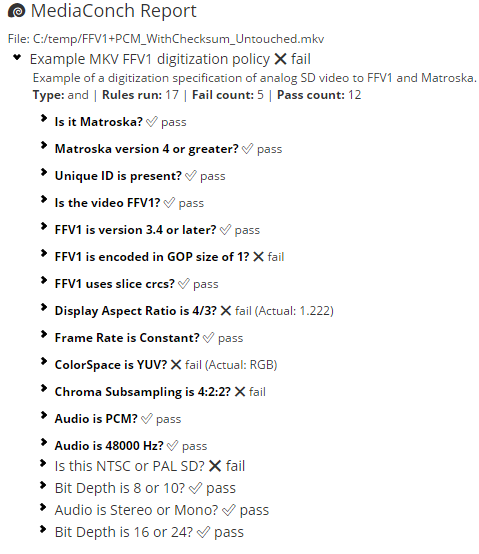 MediaConch Report
File: C:/temp/FFV1+PCM_WithChecksum_Untouched.mkv
Example MKV FFV1 digitization policy ✕ fail
Example of a digitization specification of analog SD video to FFV1 and Matroska.
Type: and | Rules run: 17 | Fail count: 5 | Pass count: 12
Is it Matroska? ✓ pass
Matroska version 4 or greater? ✓ pass
Unique ID is present? ✓ pass
Is the video FFV1? ✓ pass
FFV1 is version 3.4 or later? ✓ pass
FFV1 is encoded in GOP size of 1? ✕ fail
FFV1 uses slice crcs? ✓ pass
Display Aspect Ratio is 4/3? ✕ fail (Actual: 1.222)
Frame Rate is Constant? ✓ pass
ColorSpace is YUV? ✕ fail (Actual: RGB)
Chroma Subsampling is 4:2:2? ✕ fail
Audio is PCM? ✓ pass
Audio is 48000 Hz? ✓ pass
Is this NTSC or PAL SD? ✕ fail
Bit Depth is 8 or 10? ✓ pass
Audio is Stereo or Mono? ✓ pass
Bit Depth is 16 or 24? ✓ pass